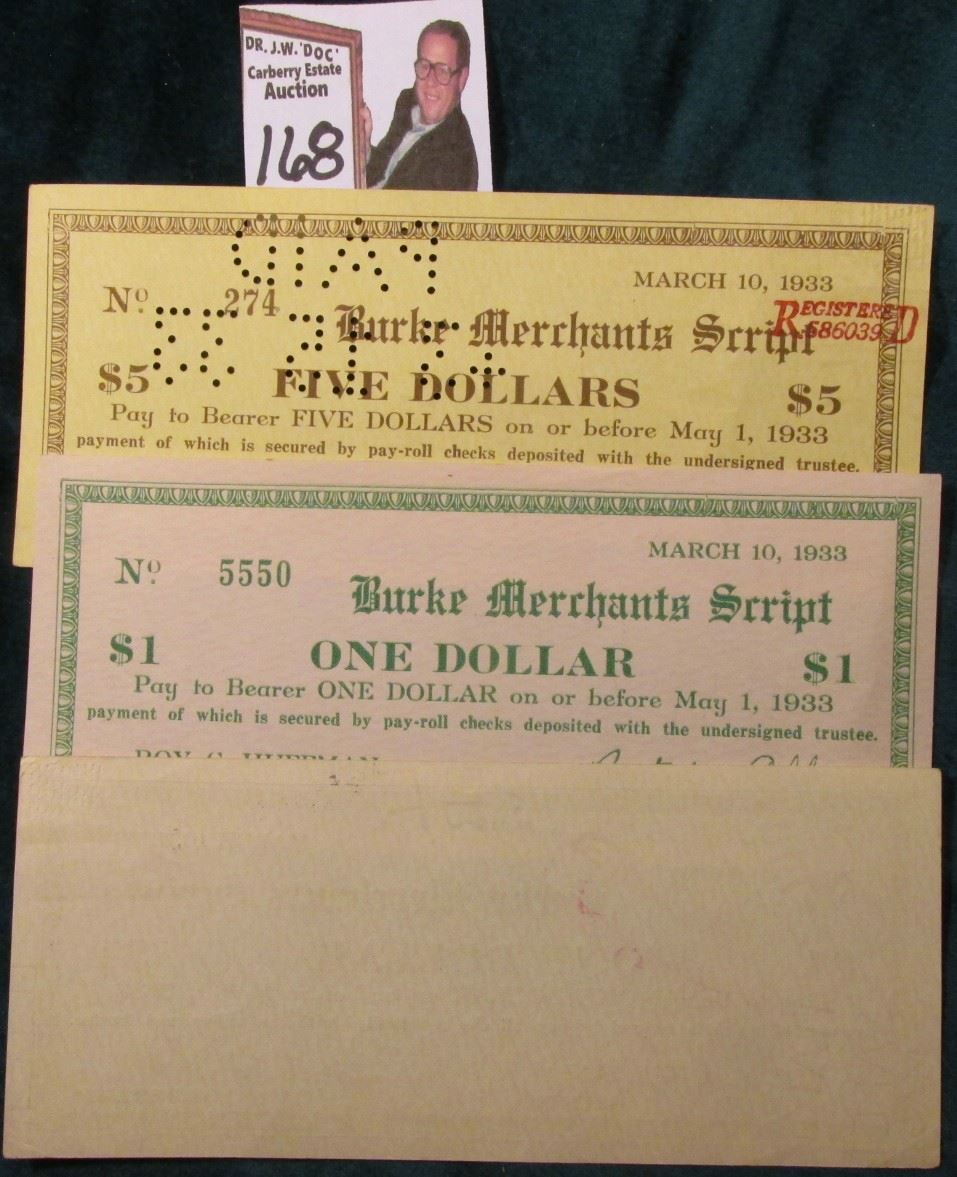 DR. J.W. 'DOC'
Carberry Estate
Auction
168
PAID
MARCH 10, 1933
Nº 274
REGISTERED
586039
Burke Merchants Script
$5 FIVE DOLLARS $5
Pay to Bearer FIVE DOLLARS on or before May 1, 1933
payment of which is secured by pay-roll checks deposited with the undersigned trustee.
MARCH 10, 1933
Nº 5550
Burke Merchants Script
$1 ONE DOLLAR $1
Pay to Bearer ONE DOLLAR on or before May 1, 1933
payment of which is secured by pay-roll checks deposited with the undersigned trustee.
ROY C. HUFFMAN